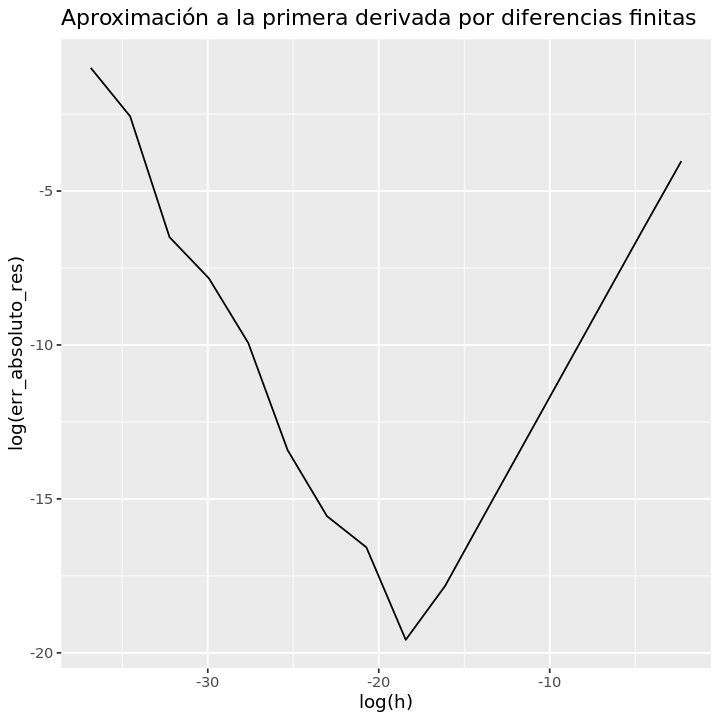 Aproximación a la primera derivada por diferencias finitas
log(err_absoluto_res)
-5
-10
-15
-20
-30
-20
-10
log(h)